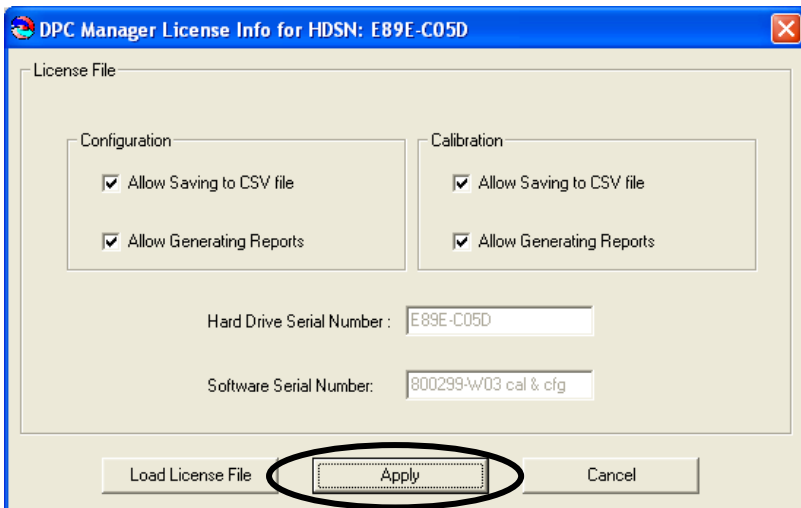 DPC Manager License Info for HDSN: E89E-C05D
License File
Configuration
Allow Saving to CSV file
Allow Generating Reports
Calibration
Allow Saving to CSV file
Allow Generating Reports
Hard Drive Serial Number :
E89E-C05D
Software Serial Number:
800299-W03 cal & cfg
Load License File
Apply
Cancel